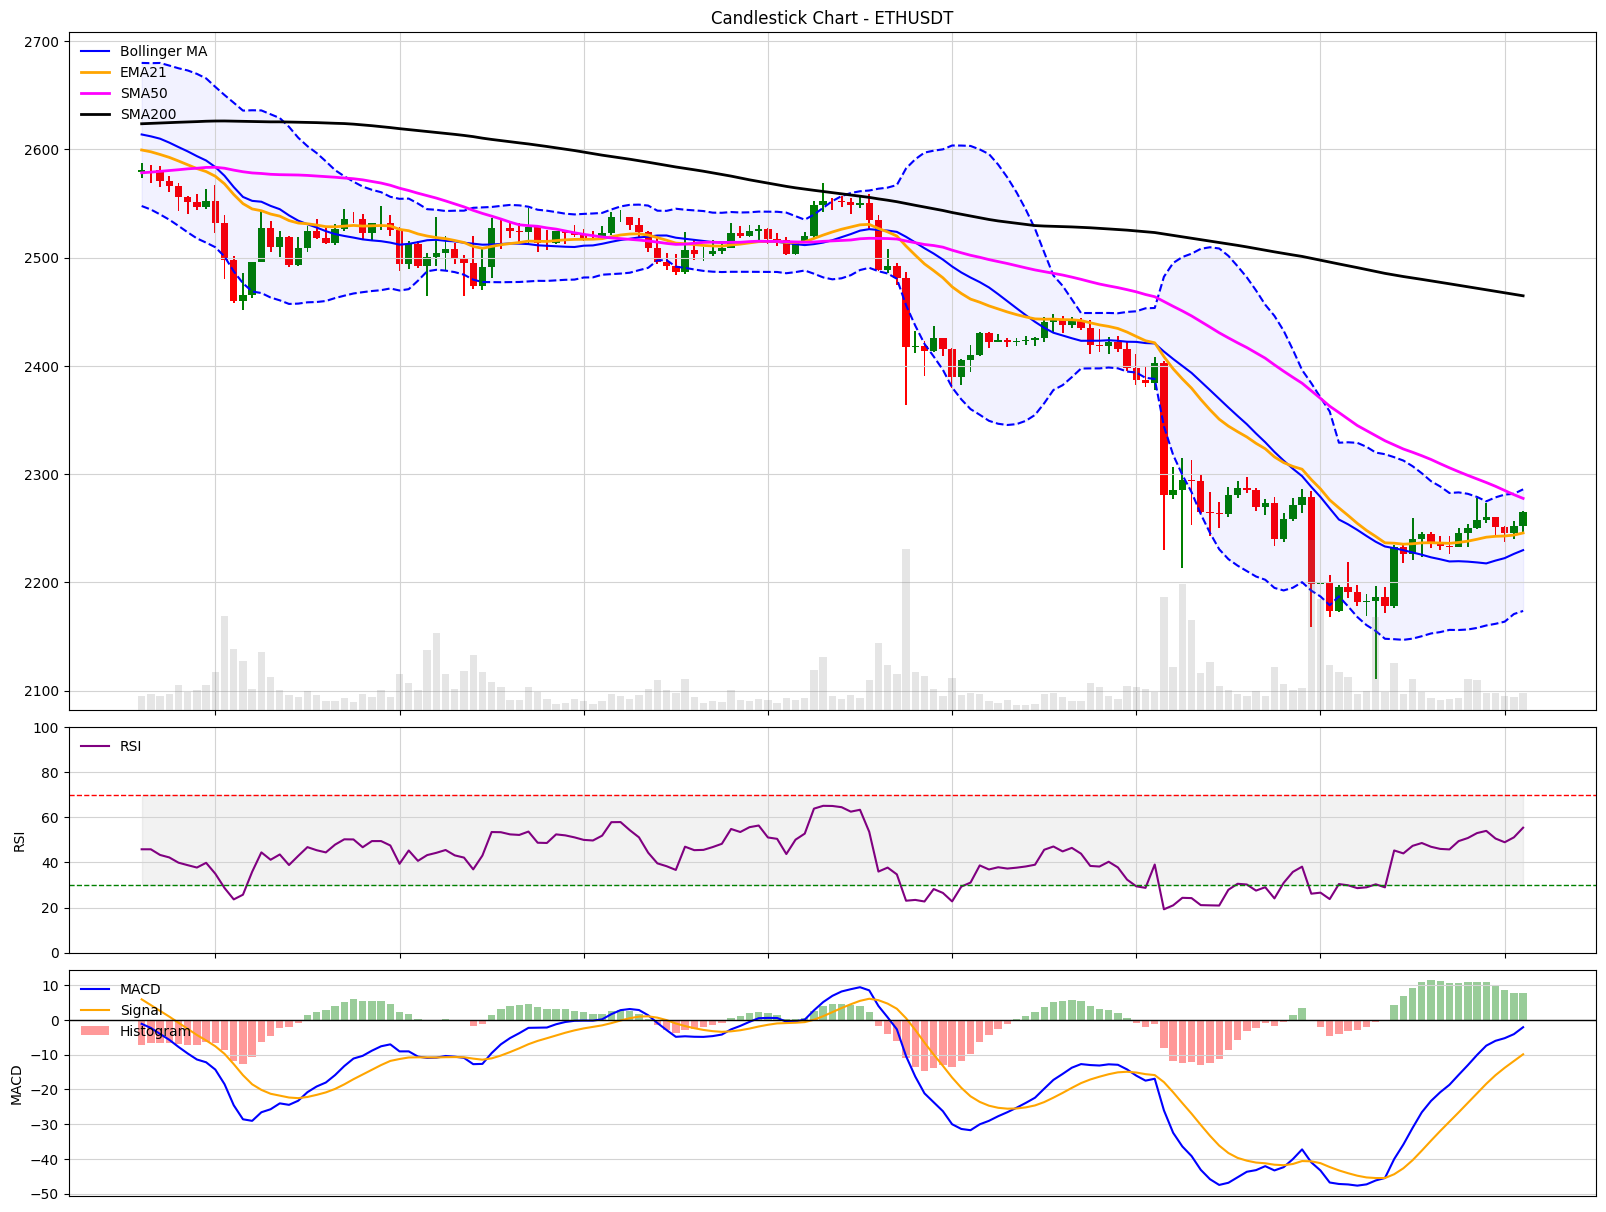 Candlestick Chart - ETHUSDT
2700
2600
2500
2400
2300
2200
2100
Bollinger MA
EMA21
SMA50
SMA200
100
80
60
40
20
0
RSI
RSI
10
0
−10
−20
−30
−40
−50
MACD
MACD
Signal
Histogram